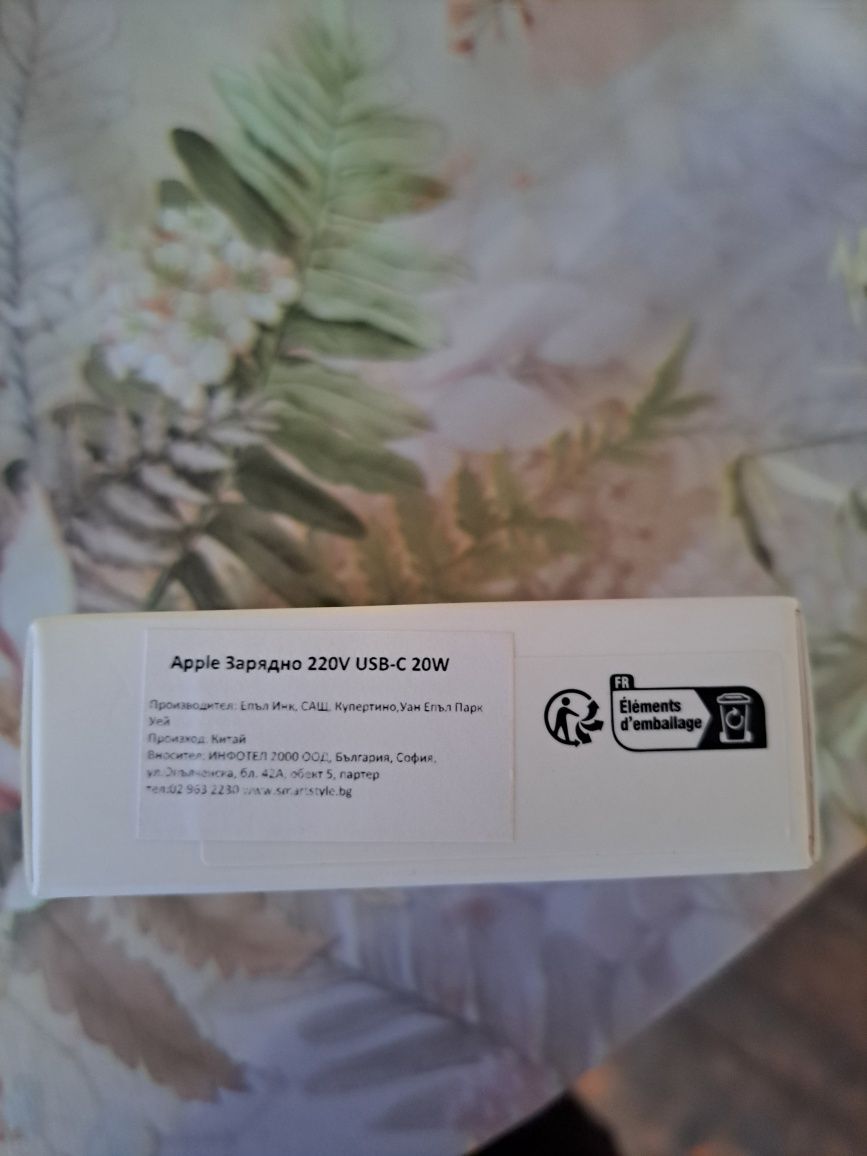 Apple Зарядно 220V USB-C 20W
Производител: Епъл Инк, САЩ, Купертино,Уан Епъл Парк
Уей
Произход: Китай
Вносител: ИНФОТЕЛ 2000 ООД, България, София,
ул.Опълченска, бл. 42А, обект 5, партер
тел:02 963 2230 www.smartstyle.bg
FR
Éléments
d'emballage